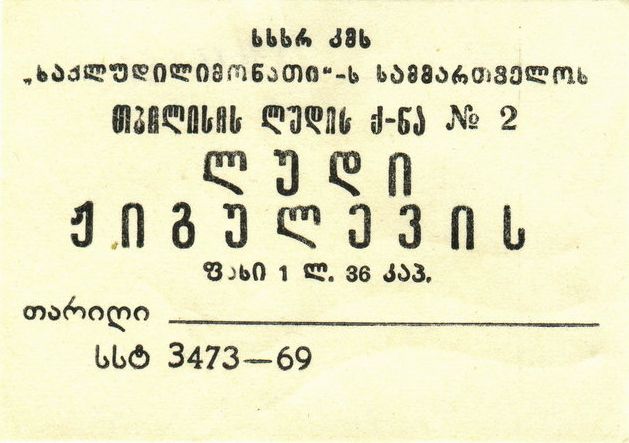 სსსრ კმს
„საქლუდილიმონათი“-ს სამმართველოს
თბილისის ლუდის ქ-ნა № 2
ლუდი
ჟიგულევის
ფასი 1 ლ. 36 კაპ.
თარიღი
სსტ 3473—69